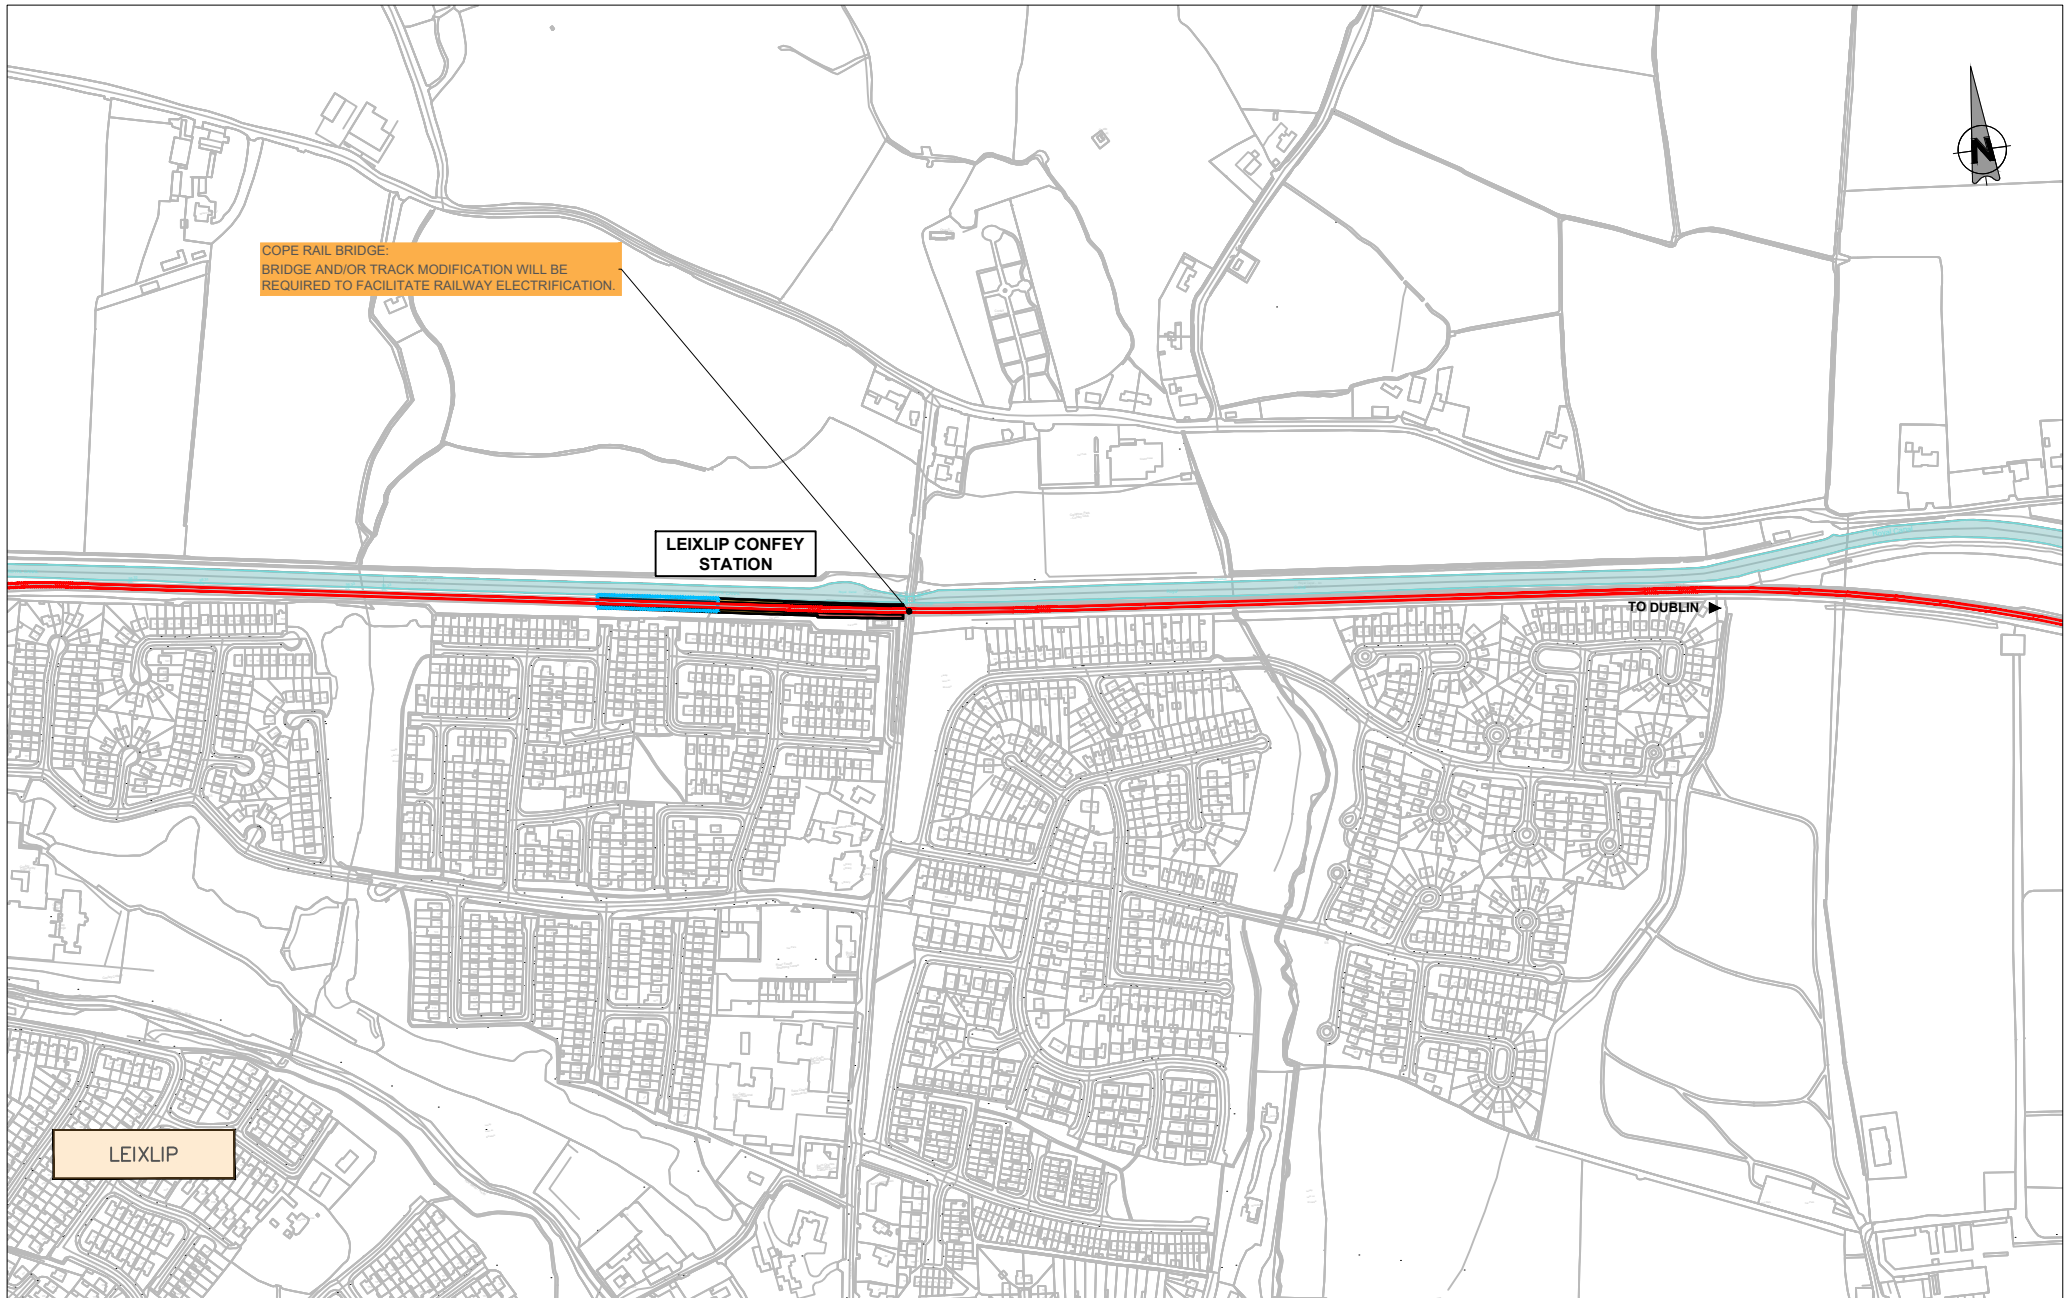 N
COPE RAIL BRIDGE:
BRIDGE AND/OR TRACK MODIFICATION WILL BE
REQUIRED TO FACILITATE RAILWAY ELECTRIFICATION.
LEIXLIP CONFEY
STATION
TO DUBLIN
LEIXLIP